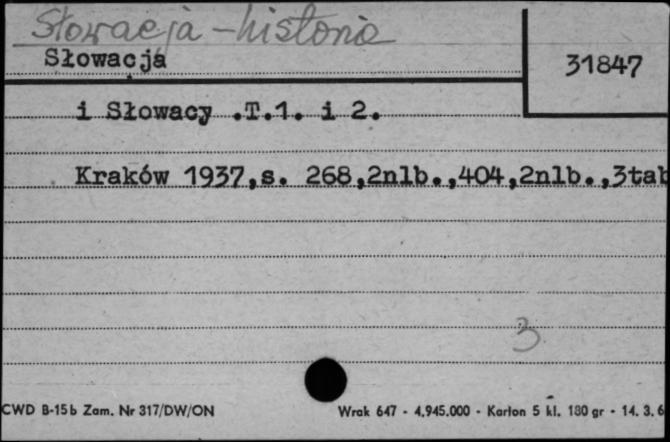 Słowacja - historia
Słowacja
31847
i Słowacy .T.1. i 2.
Kraków 1937,s. 268,2nlb.,404,2nlb.,3tab
3
CWD B-15b Zam. Nr 317/DW/ON
Wrak 647 - 4.945.000 - Karton 5 kl. 180 gr - 14. 3. 6